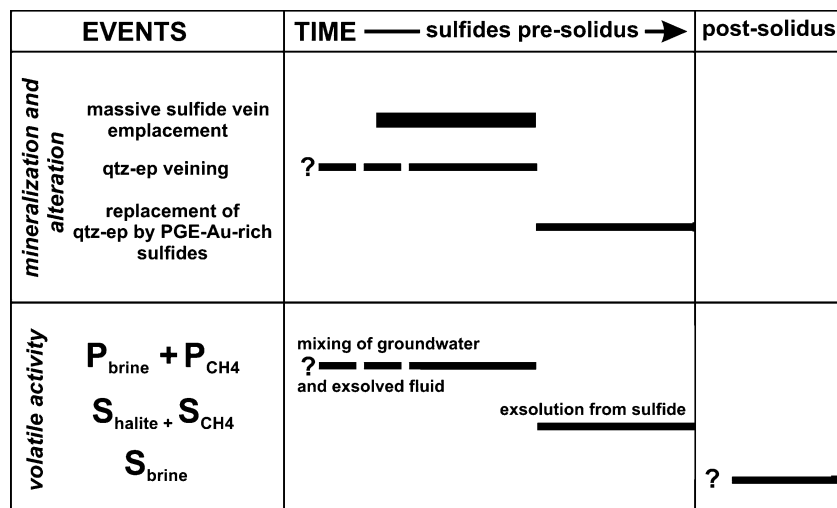 EVENTS
TIME sulfides pre-solidus post-solidus
mineralization and
alteration
massive sulfide vein
emplacement
qtz-ep veining
?
replacement of
qtz-ep by PGE-Au-rich
sulfides
volatile activity
Pbrine + PCH4
mixing of groundwater
?
and exsolved fluid
Shalite + SCH4
exsolution from sulfide
Sbrine
?